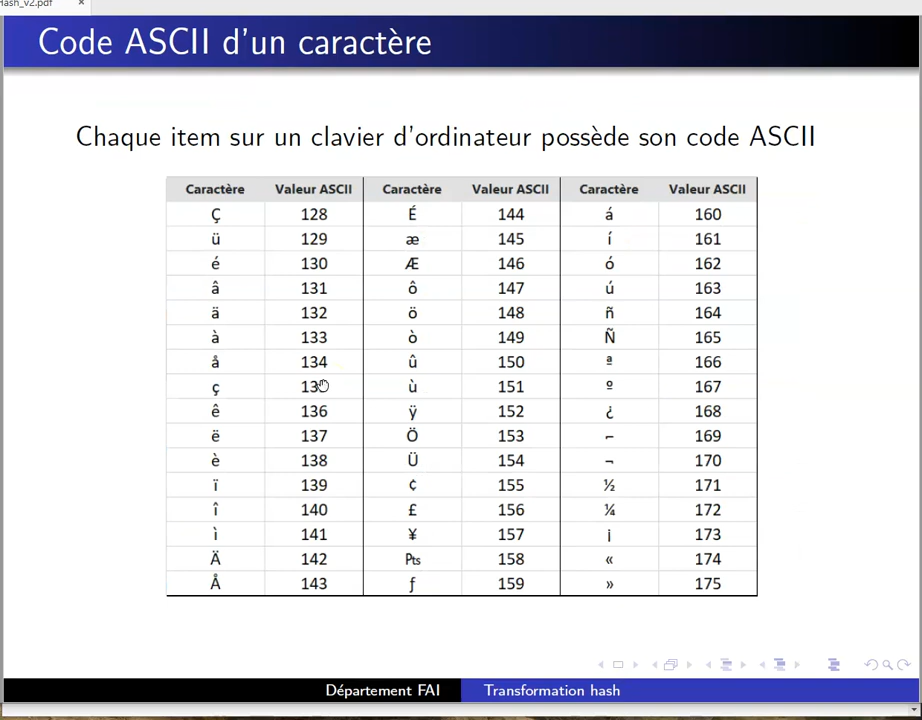 Hash_v2.pdf ×
Code ASCII d'un caractère
Chaque item sur un clavier d'ordinateur possède son code ASCII
Caractère Valeur ASCII Caractère Valeur ASCII Caractère Valeur ASCII
Ç 128 É 144 á 160
ü 129 æ 145 í 161
é 130 Æ 146 ó 162
â 131 ô 147 ú 163
ä 132 ö 148 ñ 164
à 133 ò 149 Ñ 165
å 134 û 150 ª 166
ç ù 151 º 167
ê 136 ÿ 152 ¿ 168
ë 137 Ö 153 ⌐ 169
è 138 Ü 154 ¬ 170
ï 139 ¢ 155 ½ 171
î 140 £ 156 ¼ 172
ì 141 ¥ 157 ¡ 173
Ä 142 ₧ 158 « 174
Å 143 ƒ 159 » 175
Département FAI Transformation hash